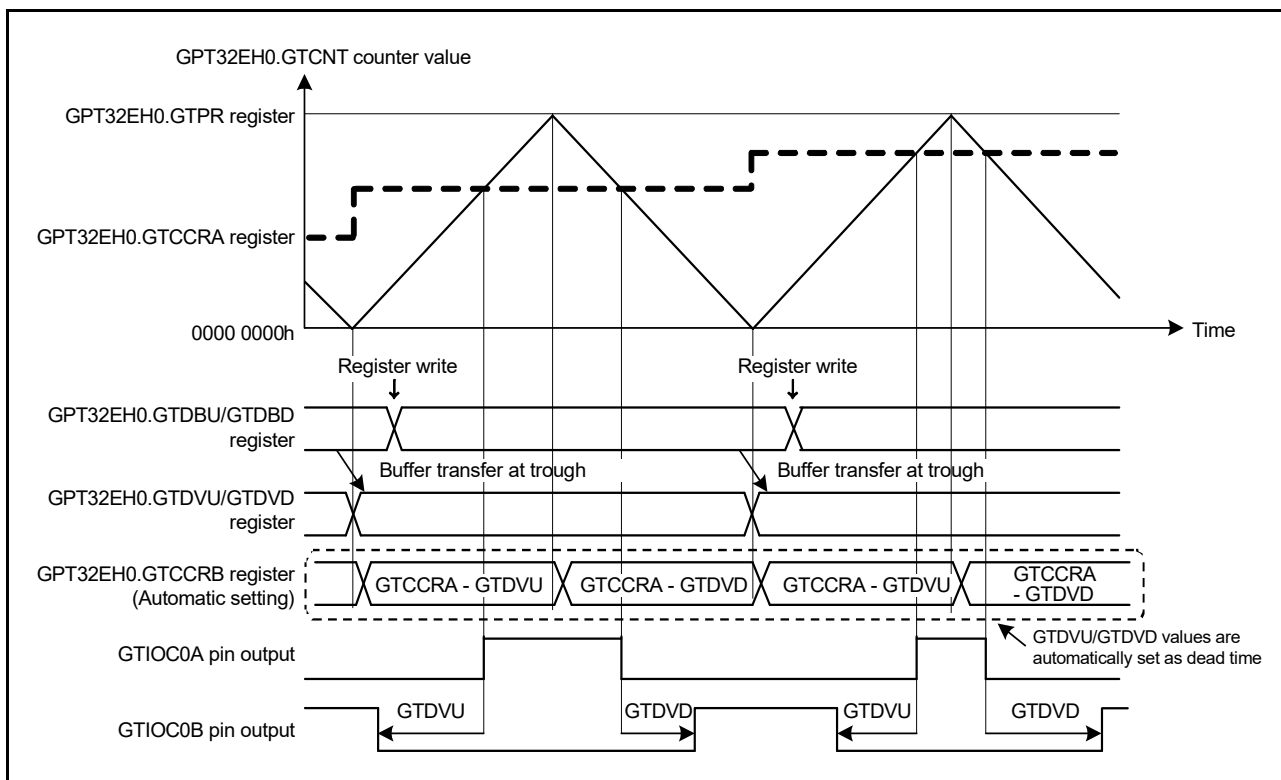 GPT32EH0.GTCNT counter value
GPT32EH0.GTPR register
GPT32EH0.GTCCRA register
0000 0000h
Time
Register write
Register write
GPT32EH0.GTDBU/GTDBD
register
Buffer transfer at trough
Buffer transfer at trough
GPT32EH0.GTDVU/GTDVD
register
GPT32EH0.GTCCRB register
(Automatic setting)
GTCCRA - GTDVU
GTCCRA - GTDVD
GTCCRA - GTDVU
GTCCRA
- GTDVD
GTIOC0A pin output
GTDVU/GTDVD values are
automatically set as dead time
GTIOC0B pin output
GTDVU
GTDVD
GTDVU
GTDVD